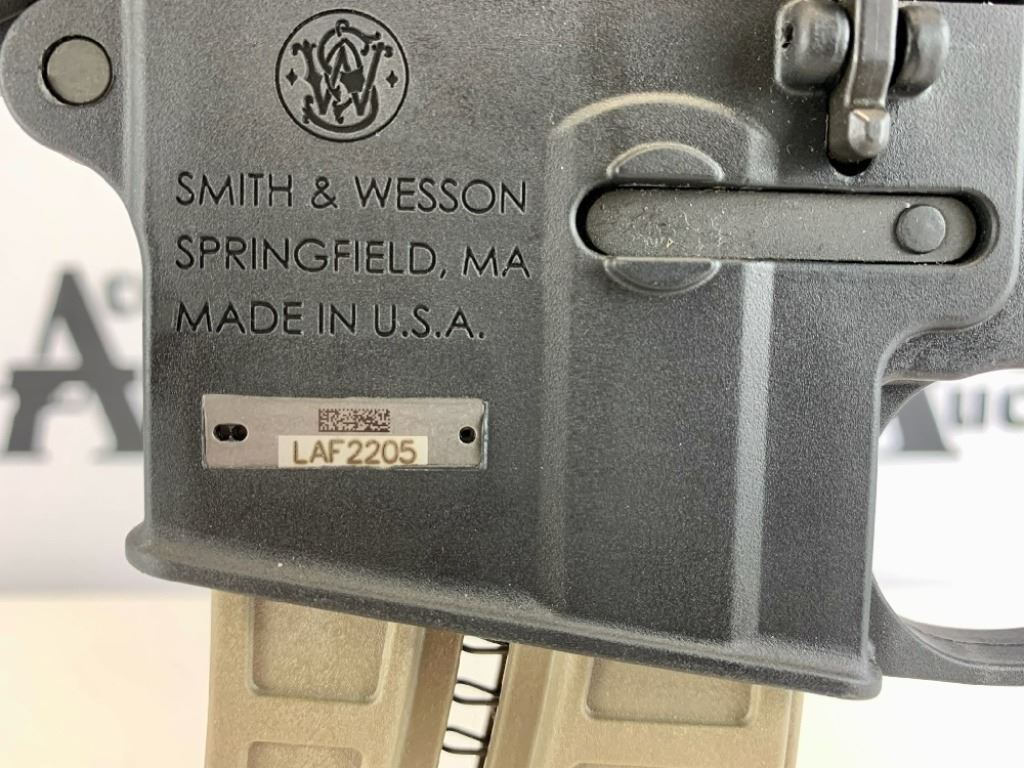 SMITH & WESSON
SPRINGFIELD, MA
MADE IN U.S.A.
LAF2205